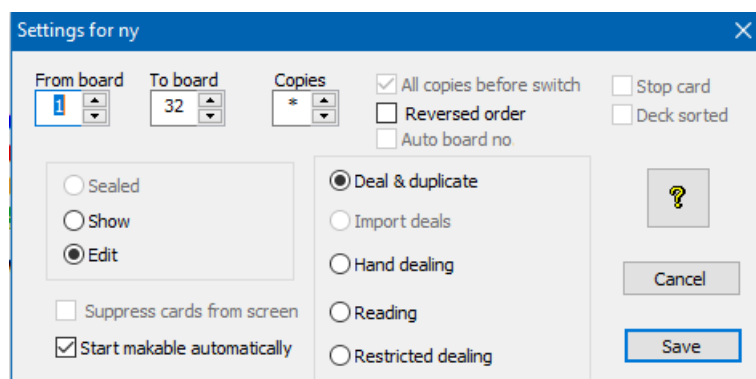 Settings for ny
From board To board Copies
1 32 *
All copies before switch
Reversed order
Auto board no
Stop card
Deck sorted
Sealed
Show
Edit
Suppress cards from screen
Start makable automatically
Deal & duplicate
Import deals
Hand dealing
Reading
Restricted dealing
?
Cancel
Save